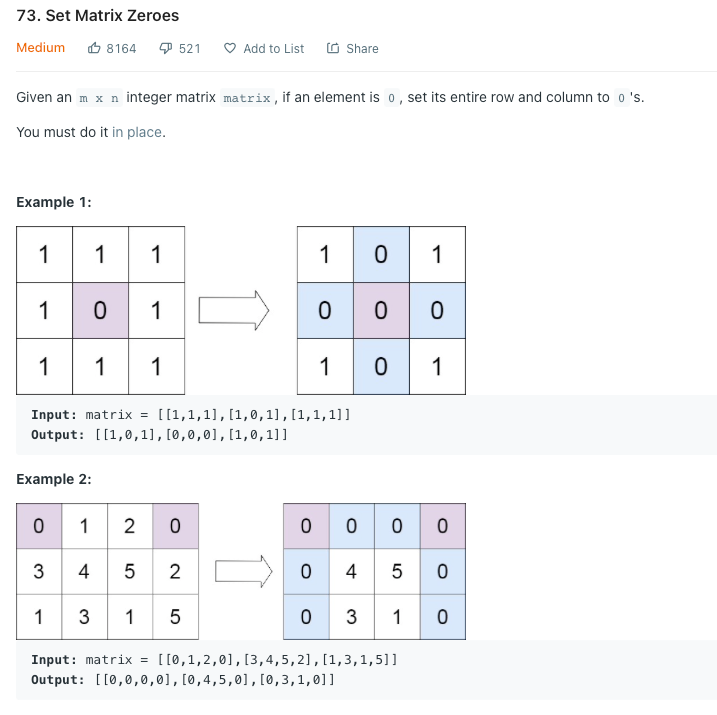 73. Set Matrix Zeroes
Medium 8164 521 Add to List Share
Given an m x n integer matrix matrix, if an element is 0, set its entire row and column to 0's.
You must do it in place.
Example 1:
1 1 1 1 0 1
1 0 1 0 0 0
1 1 1 1 0 1
Input: matrix = [[1,1,1],[1,0,1],[1,1,1]]
Output: [[1,0,1],[0,0,0],[1,0,1]]
Example 2:
0 1 2 0 0 0 0 0
3 4 5 2 0 4 5 0
1 3 1 5 0 3 1 0
Input: matrix = [[0,1,2,0],[3,4,5,2],[1,3,1,5]]
Output: [[0,0,0,0],[0,4,5,0],[0,3,1,0]]